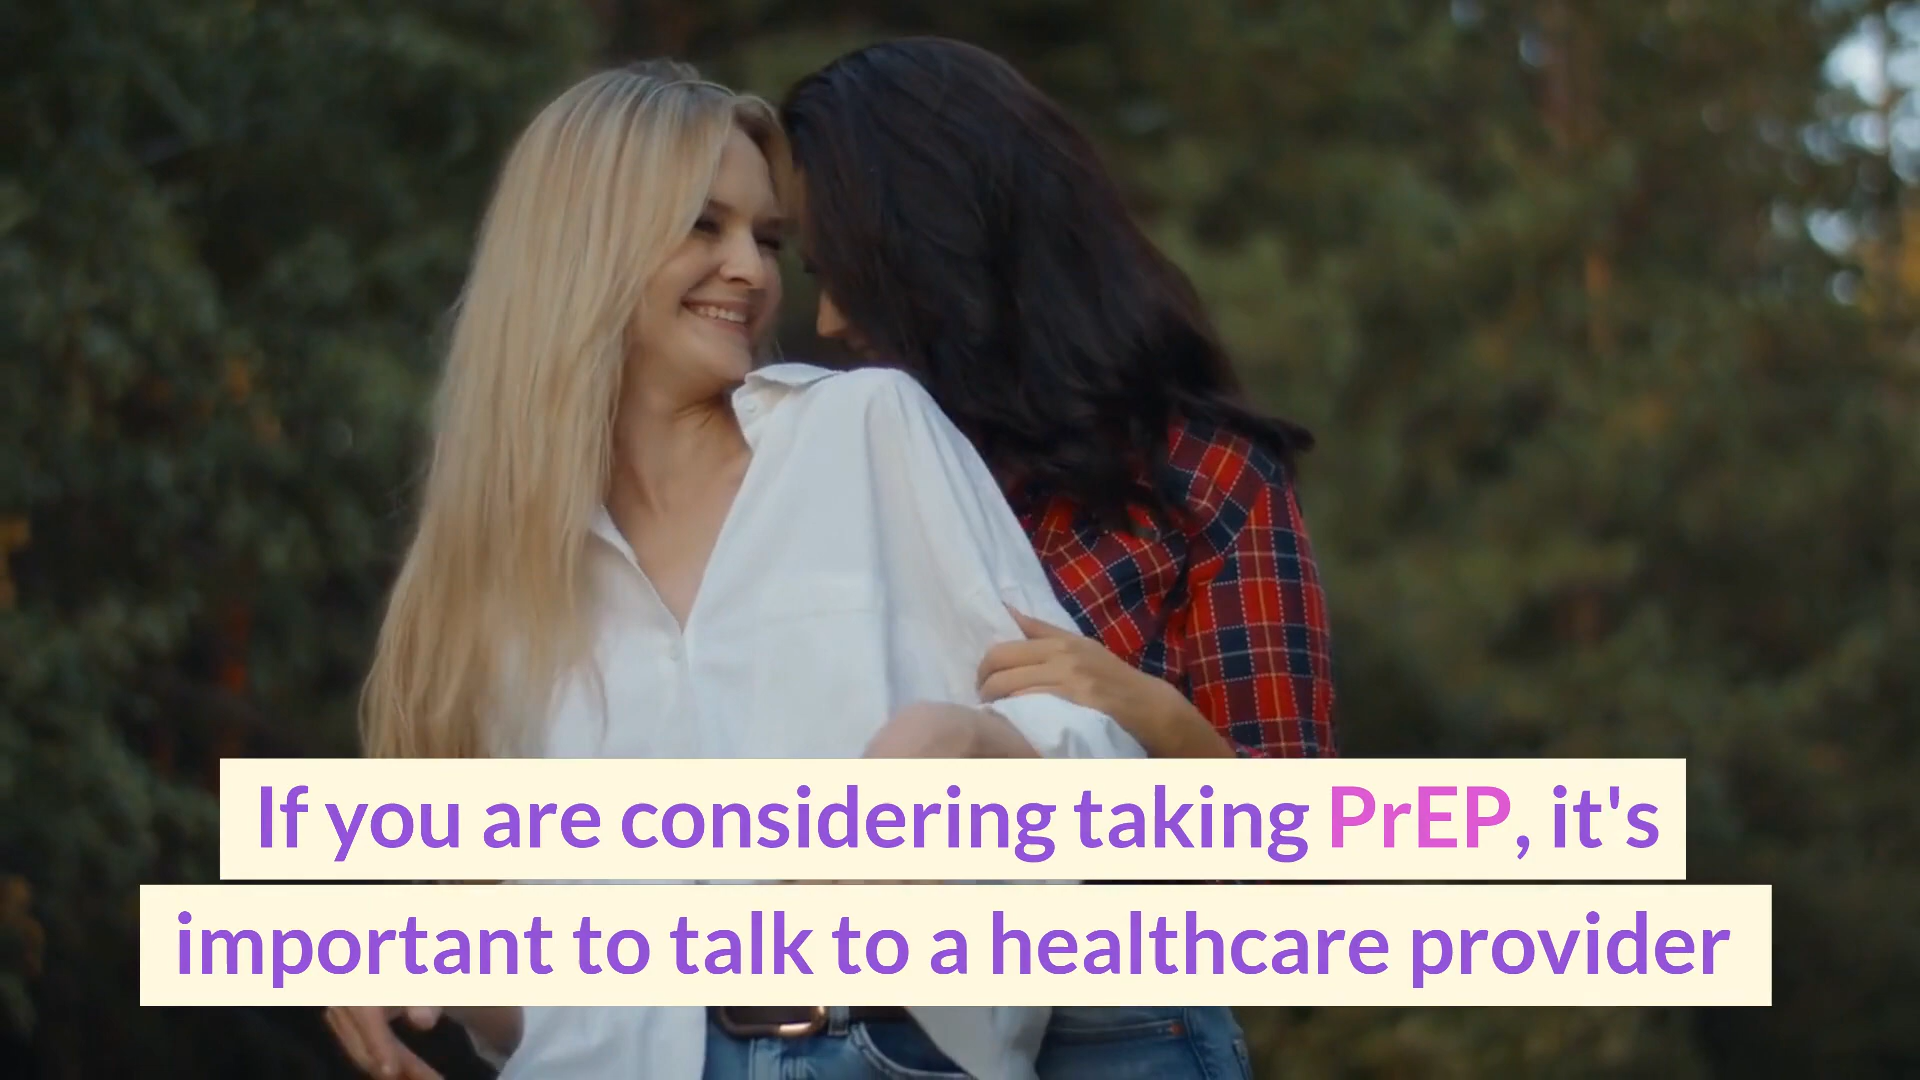 If you are considering taking PrEP, it's
important to talk to a healthcare provider